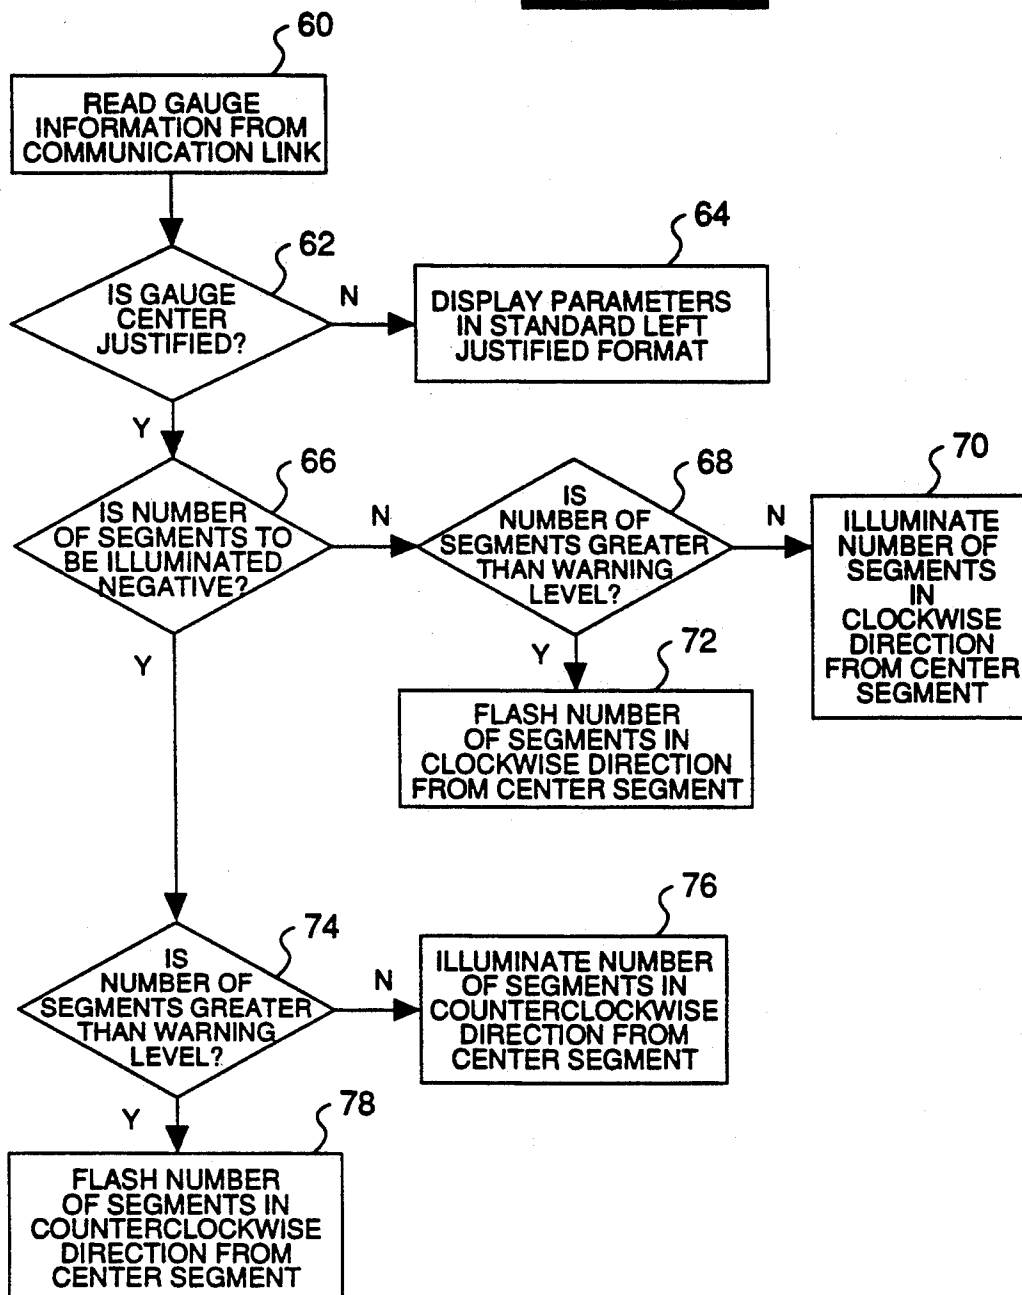 60
READ GAUGE
INFORMATION FROM
COMMUNICATION LINK
62
IS GAUGE
CENTER
JUSTIFIED?
N
64
DISPLAY PARAMETERS
IN STANDARD LEFT
JUSTIFIED FORMAT
Y
66
IS NUMBER
OF SEGMENTS TO
BE ILLUMINATED
NEGATIVE?
N
68
IS
NUMBER OF
SEGMENTS GREATER
THAN WARNING
LEVEL?
N
70
ILLUMINATE
NUMBER OF
SEGMENTS
IN
CLOCKWISE
DIRECTION
FROM CENTER
SEGMENT
Y
72
FLASH NUMBER
OF SEGMENTS IN
CLOCKWISE DIRECTION
FROM CENTER SEGMENT
Y
74
IS
NUMBER OF
SEGMENTS GREATER
THAN WARNING
LEVEL?
N
76
ILLUMINATE NUMBER
OF SEGMENTS IN
COUNTERCLOCKWISE
DIRECTION FROM
CENTER SEGMENT
Y
78
FLASH NUMBER
OF SEGMENTS IN
COUNTERCLOCKWISE
DIRECTION FROM
CENTER SEGMENT